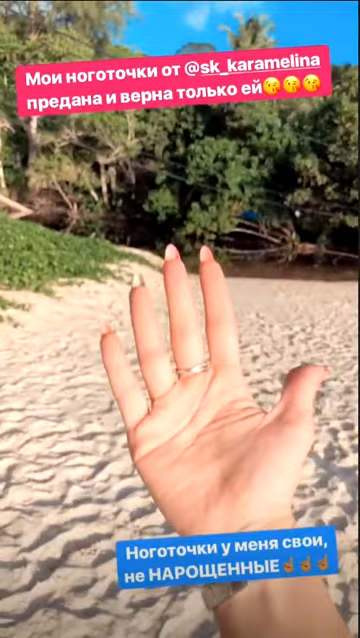 Мои ноготочки от @sk_karamelina
предана и верна только ей😘😘😘
Ноготочки у меня свои,
не НАРОЩЕННЫЕ☝🏽☝🏽☝🏽